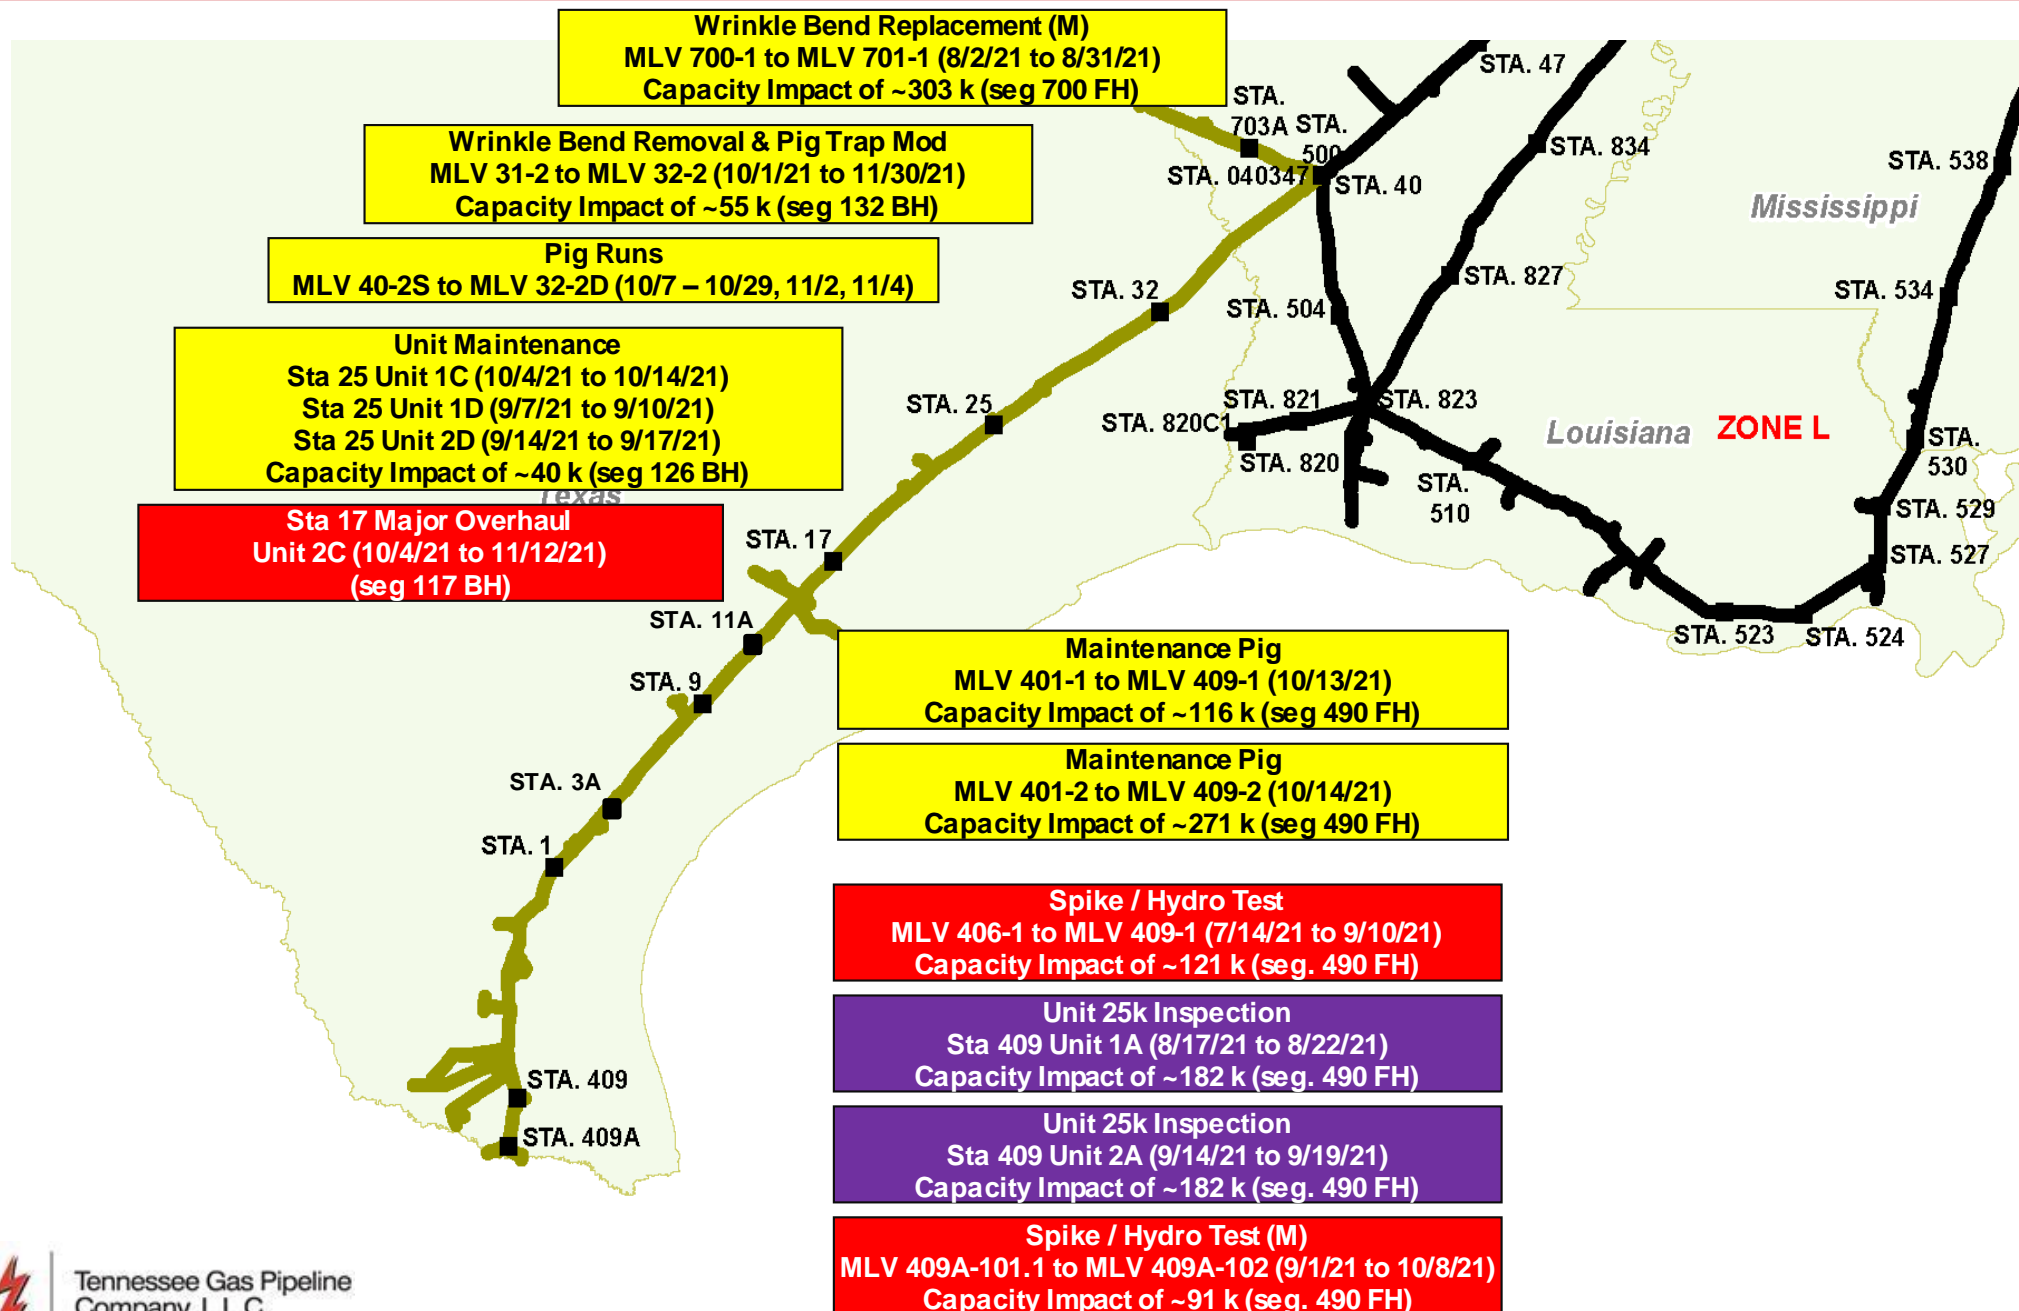 Wrinkle Bend Replacement (M)
MLV 700-1 to MLV 701-1 (8/2/21 to 8/31/21)
Capacity Impact of ~303 k (seg 700 FH)
Wrinkle Bend Removal & Pig Trap Mod
MLV 31-2 to MLV 32-2 (10/1/21 to 11/30/21)
Capacity Impact of ~55 k (seg 132 BH)
Pig Runs
MLV 40-2S to MLV 32-2D (10/7 – 10/29, 11/2, 11/4)
Unit Maintenance
Sta 25 Unit 1C (10/4/21 to 10/14/21)
Sta 25 Unit 1D (9/7/21 to 9/10/21)
Sta 25 Unit 2D (9/14/21 to 9/17/21)
Capacity Impact of ~40 k (seg 126 BH)
Texas
Sta 17 Major Overhaul
Unit 2C (10/4/21 to 11/12/21)
(seg 117 BH)
STA. 47
STA.
703A
STA.
500
STA. 040347
STA. 40
STA. 834
STA. 538
Mississippi
STA. 827
STA. 534
STA. 32
STA. 504
STA. 25
STA. 821
STA. 823
STA. 820C1
STA. 820
Louisiana
ZONE L
STA.
530
STA.
510
STA. 529
STA. 527
STA. 523
STA. 524
STA. 17
STA. 11A
STA. 9
STA. 3A
STA. 1
STA. 409
STA. 409A
Maintenance Pig
MLV 401-1 to MLV 409-1 (10/13/21)
Capacity Impact of ~116 k (seg 490 FH)
Maintenance Pig
MLV 401-2 to MLV 409-2 (10/14/21)
Capacity Impact of ~271 k (seg 490 FH)
Spike / Hydro Test
MLV 406-1 to MLV 409-1 (7/14/21 to 9/10/21)
Capacity Impact of ~121 k (seg. 490 FH)
Unit 25k Inspection
Sta 409 Unit 1A (8/17/21 to 8/22/21)
Capacity Impact of ~182 k (seg. 490 FH)
Unit 25k Inspection
Sta 409 Unit 2A (9/14/21 to 9/19/21)
Capacity Impact of ~182 k (seg. 490 FH)
Spike / Hydro Test (M)
MLV 409A-101.1 to MLV 409A-102 (9/1/21 to 10/8/21)
Capacity Impact of ~91 k (seg. 490 FH)
Tennessee Gas Pipeline
Company, L.L.C.